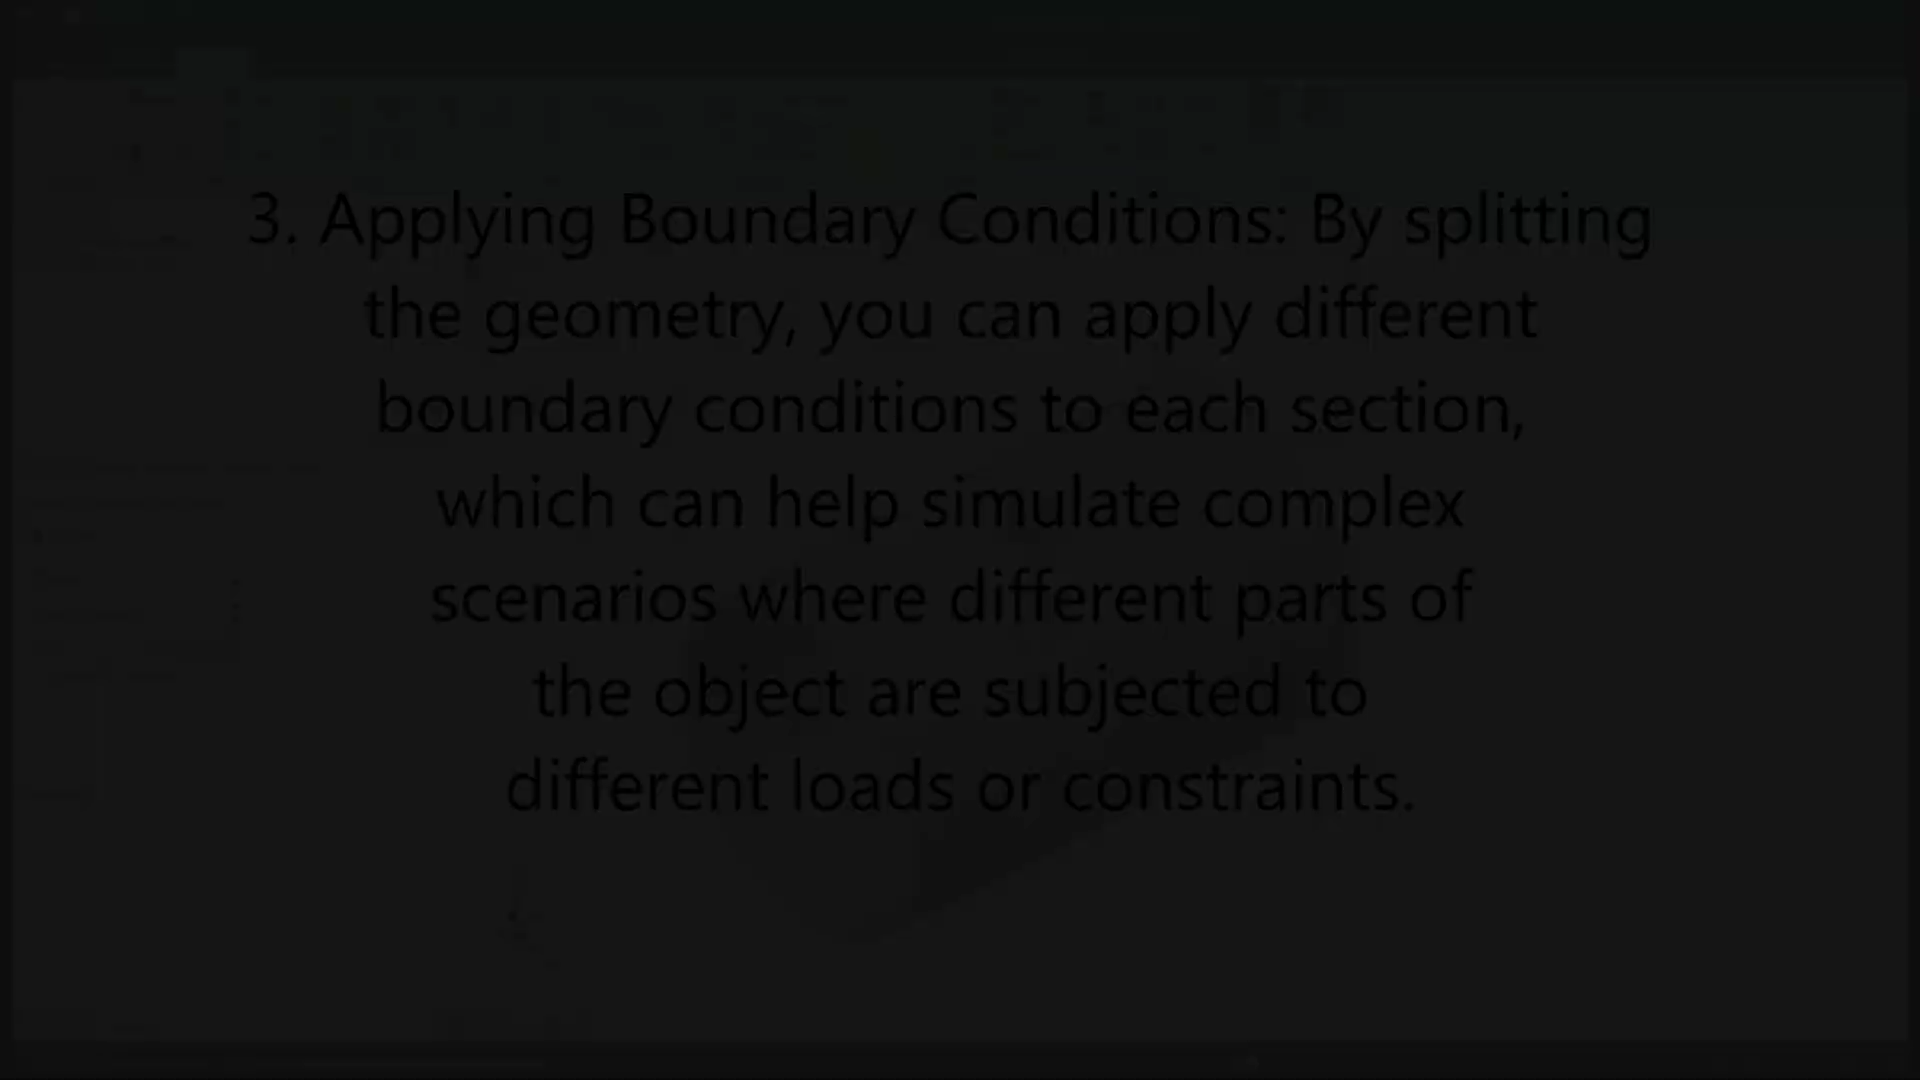 3. Applying Boundary Conditions: By splitting
the geometry, you can apply different
boundary conditions to each section,
which can help simulate complex
scenarios where different parts of
the object are subjected to
different loads or constraints.